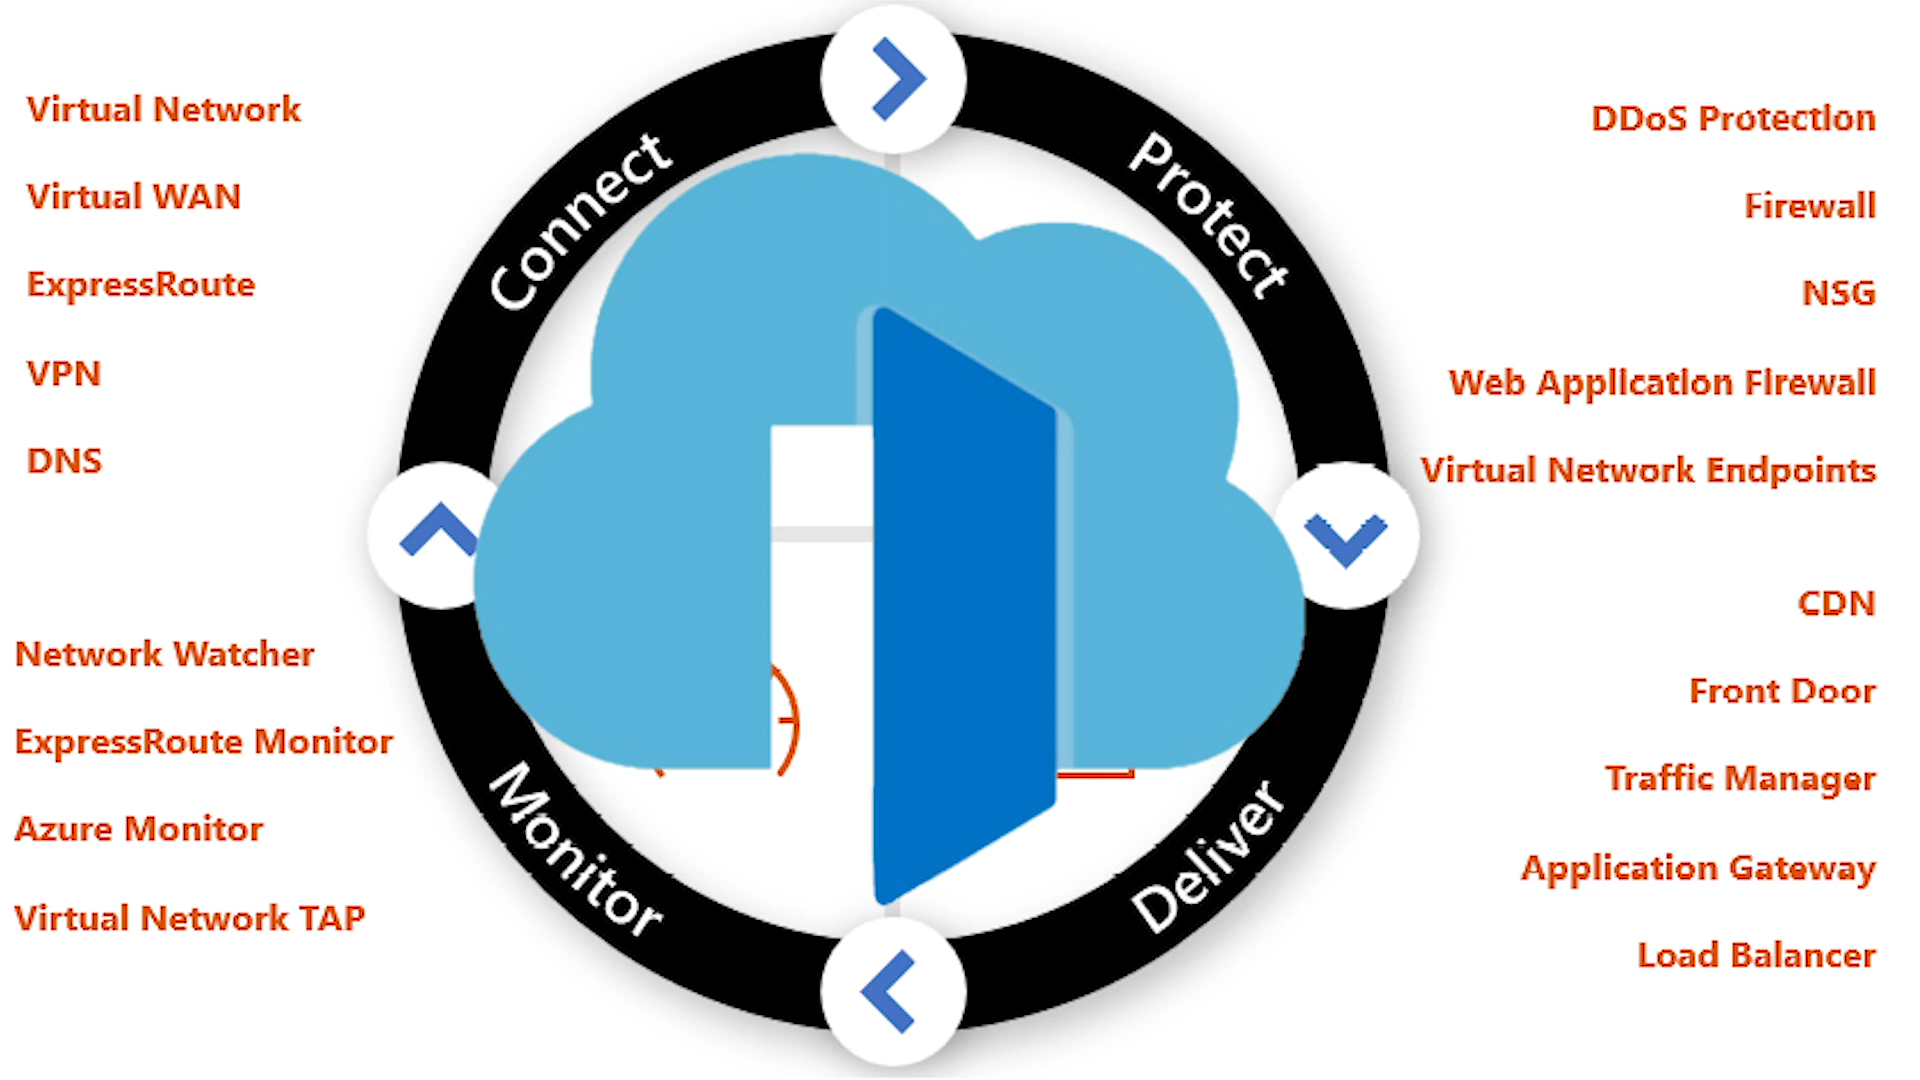 Virtual Network
Virtual WAN
ExpressRoute
VPN
DNS
Connect
Protect
DDoS Protection
Firewall
NSG
Web Application Firewall
Virtual Network Endpoints
Network Watcher
ExpressRoute Monitor
Azure Monitor
Virtual Network TAP
Monitor
Deliver
CDN
Front Door
Traffic Manager
Application Gateway
Load Balancer